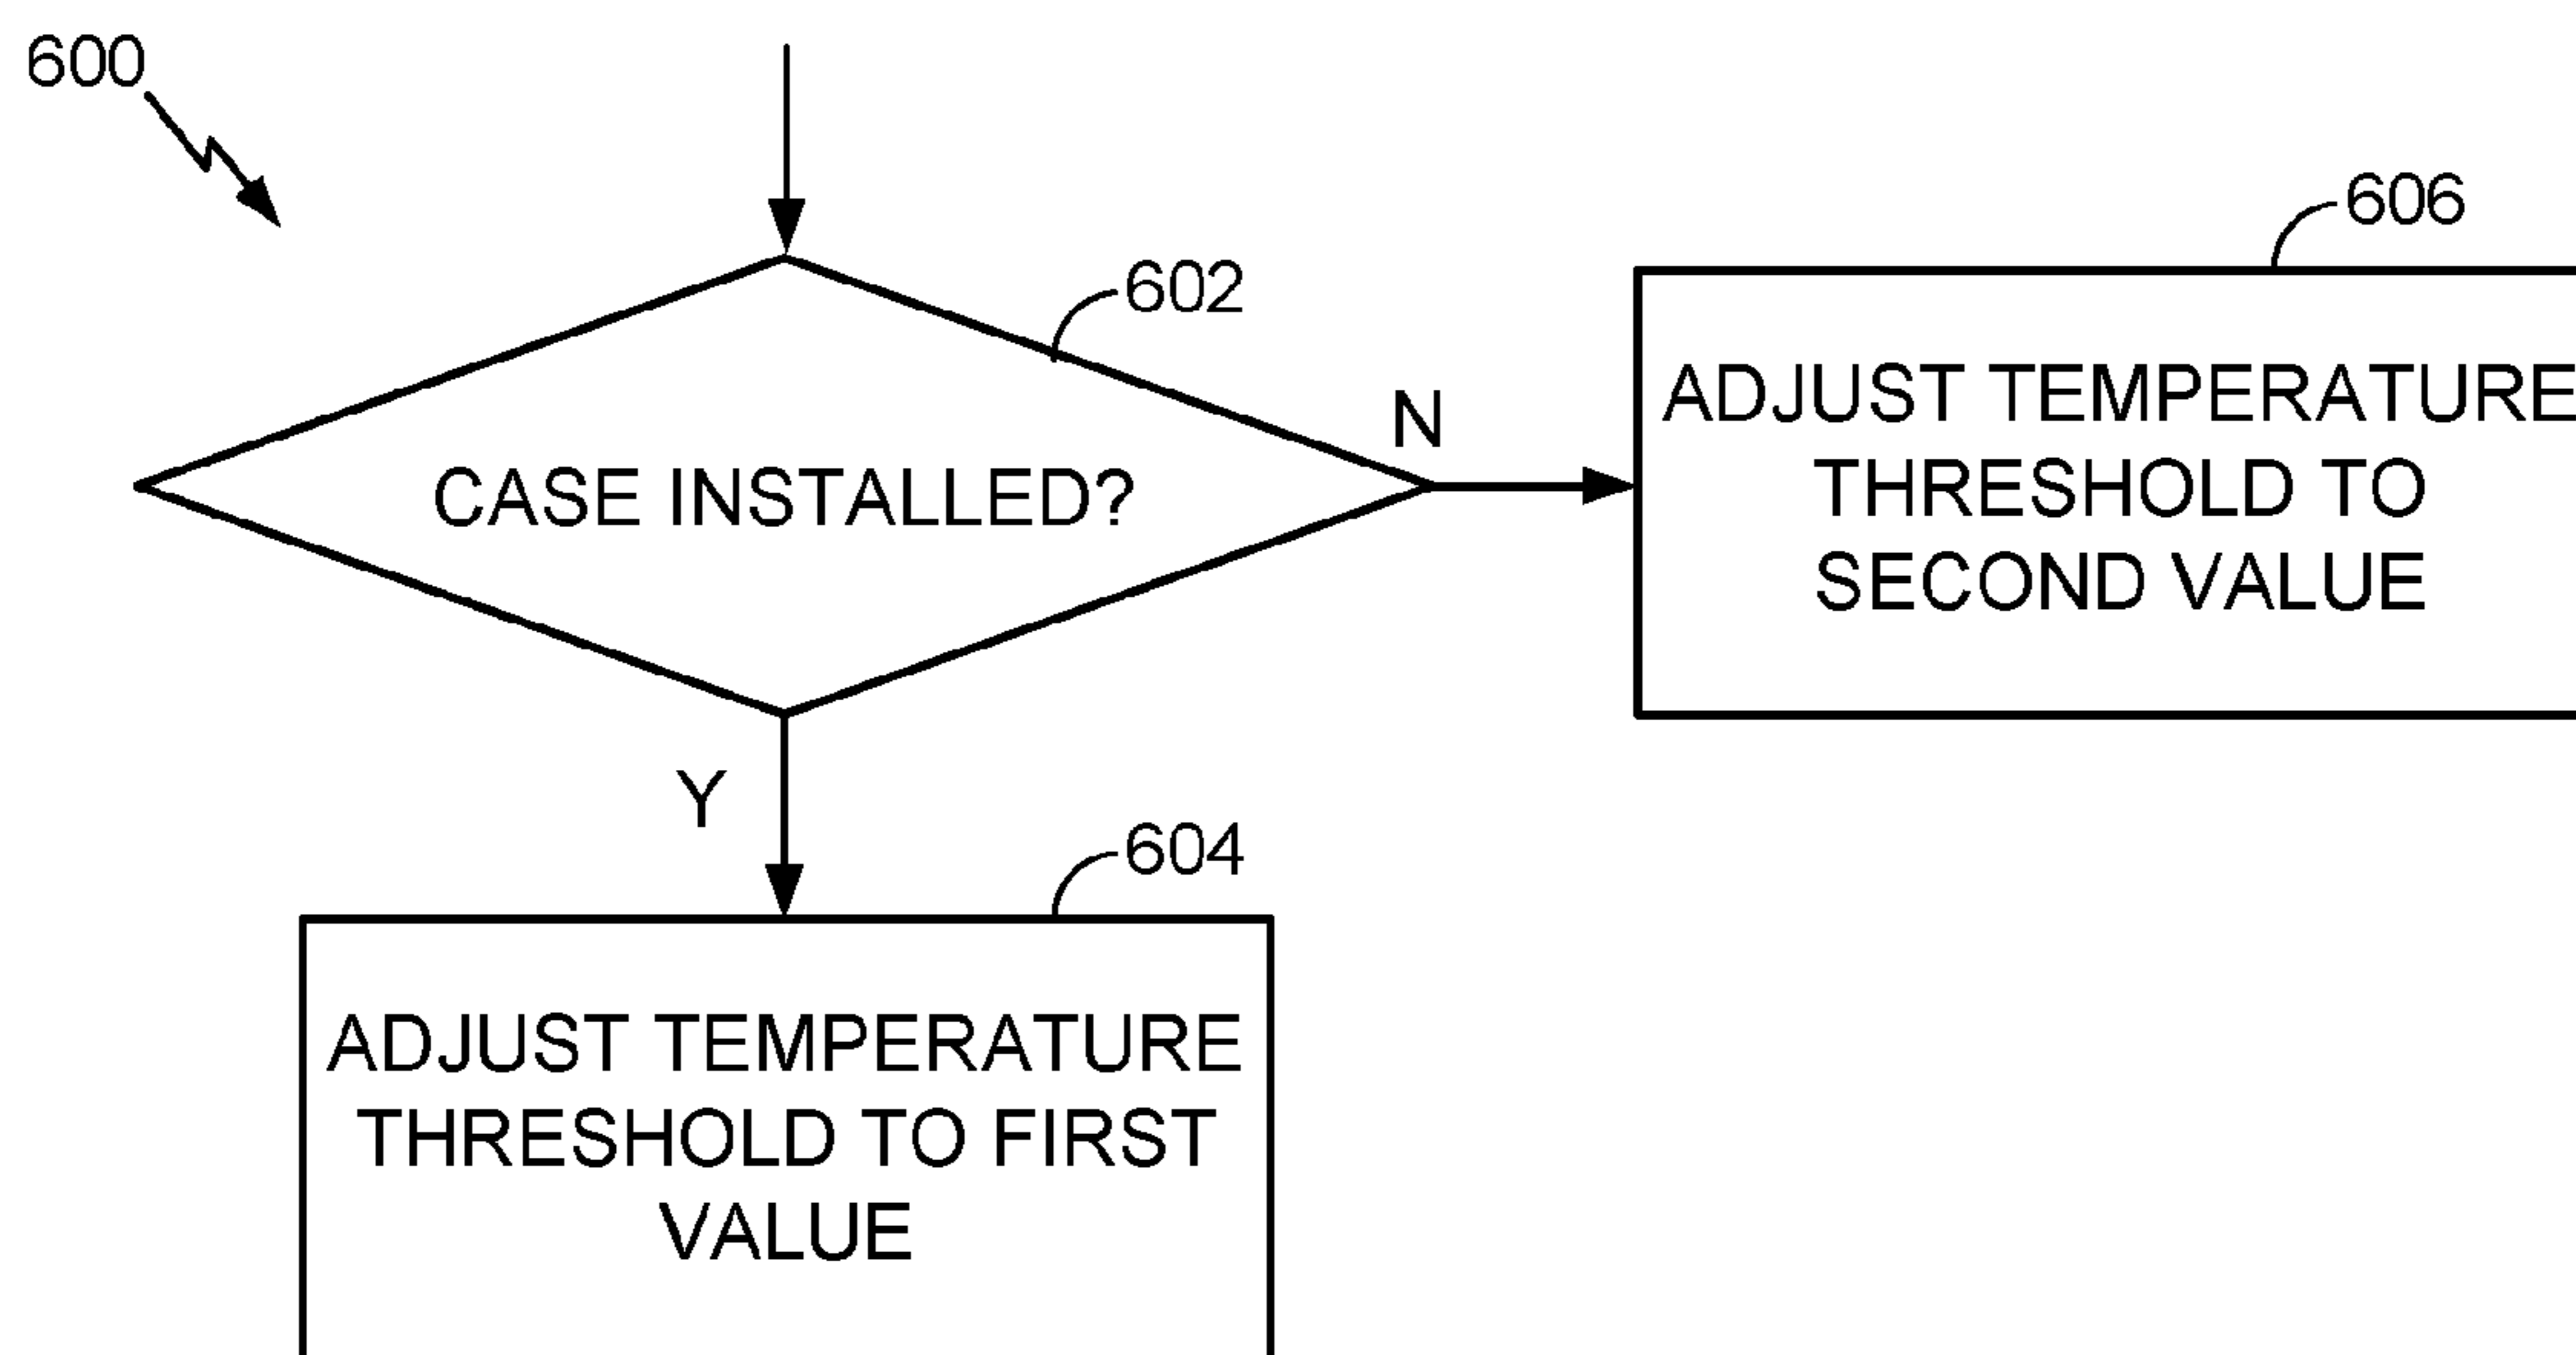 600
602
606
CASE INSTALLED?
N
ADJUST TEMPERATURE
THRESHOLD TO
SECOND VALUE
Y
604
ADJUST TEMPERATURE
THRESHOLD TO FIRST
VALUE